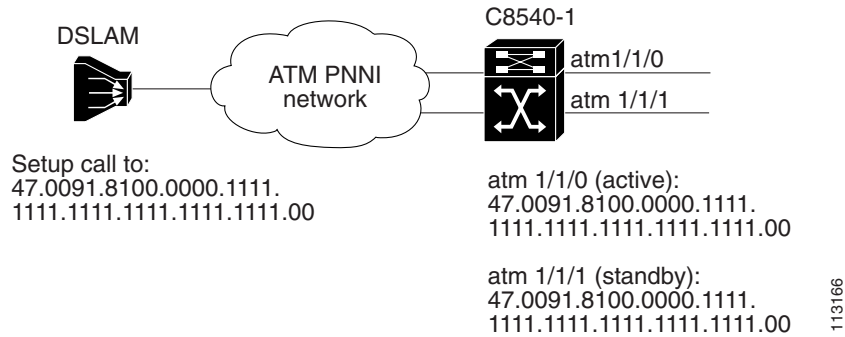 C8540-1
DSLAM
ATM PNNI
network
atm1/1/0
atm 1/1/1
Setup call to:
47.0091.8100.0000.1111.
1111.1111.1111.1111.1111.00
atm 1/1/0 (active):
47.0091.8100.0000.1111.
1111.1111.1111.1111.1111.00
atm 1/1/1 (standby):
47.0091.8100.0000.1111.
1111.1111.1111.1111.1111.00
113166